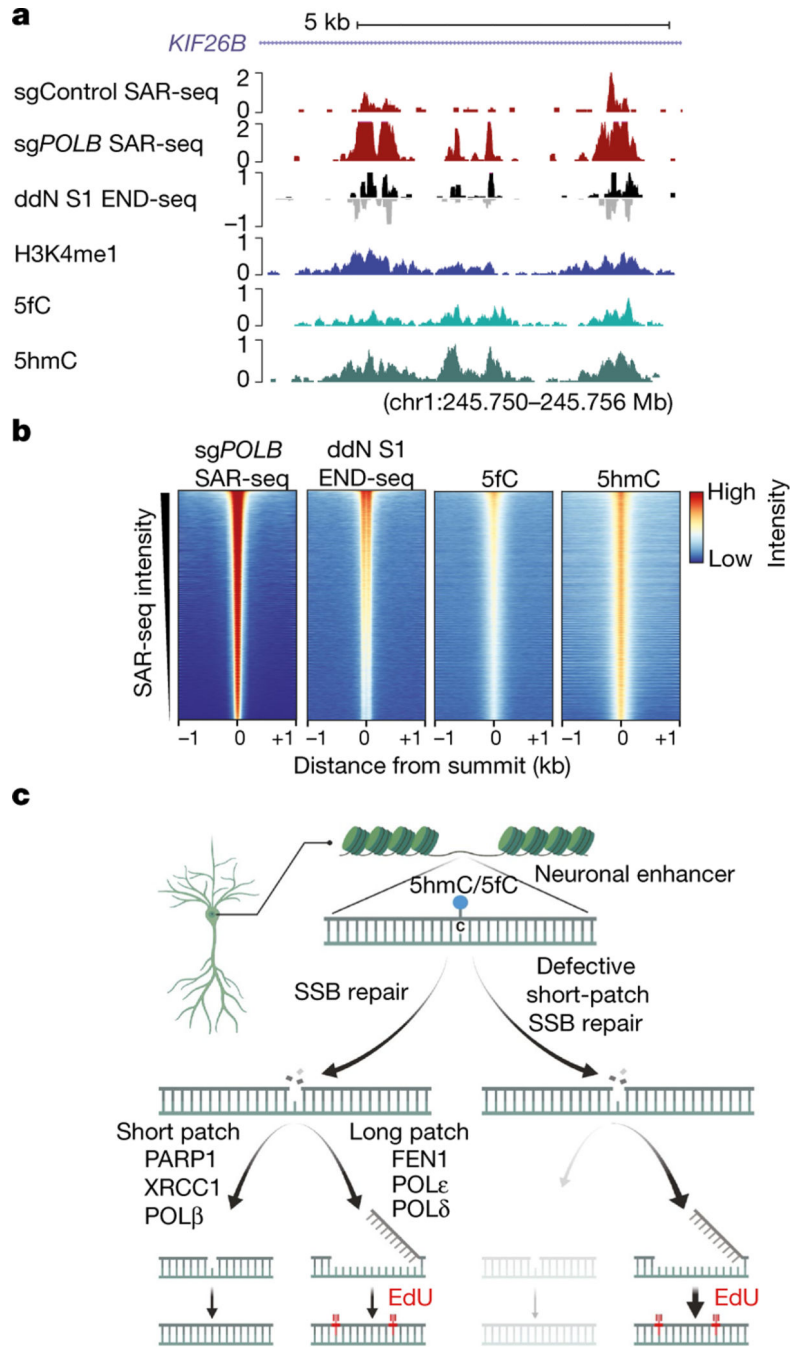 a
5 kb
KIF26B
sgControl SAR-seq
2
0
sgPOLB SAR-seq
2
0
ddN S1 END-seq
1
−1
H3K4me1
1
0
5fC
1
0
5hmC
1
0
(chr1:245.750–245.756 Mb)
b
sgPOLB SAR-seq
ddN S1 END-seq
5fC
5hmC
SAR-seq intensity
High
Low
Intensity
−1 0 +1 −1 0 +1 −1 0 +1 −1 0 +1
Distance from summit (kb)
c
Neuronal enhancer
5hmC/5fC
C
SSB repair
Defective
short-patch
SSB repair
Short patch
PARP1
XRCC1
POLβ
Long patch
FEN1
POLε
POLδ
EdU
EdU